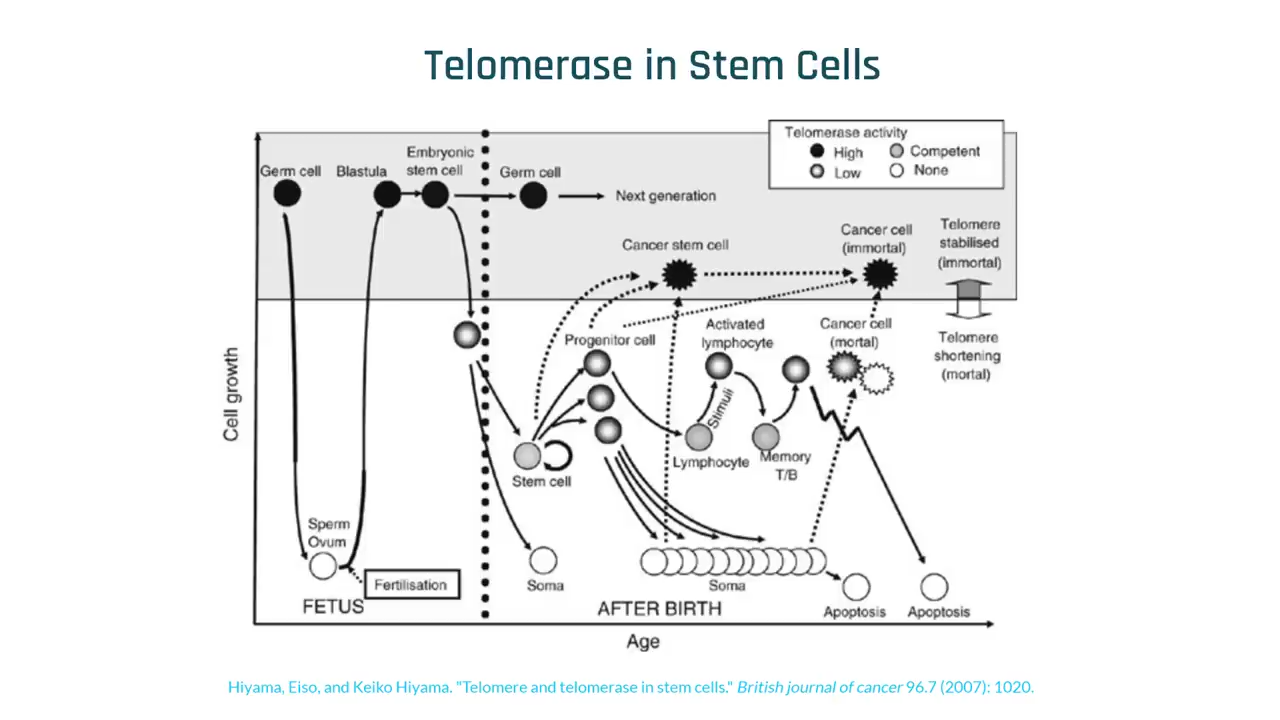 Telomerase in Stem Cells
Telomerase activity
High
Competent
Low
None
Germ cell
Blastula
Embryonic
stem cell
Germ cell
Next generation
Cancer stem cell
Cancer cell
(immortal)
Telomere
stabilised
(immortal)
Telomere
shortening
(mortal)
Progenitor cell
Activated
lymphocyte
Cancer cell
(mortal)
Stimuli
Lymphocyte
Memory
T/B
Stem cell
Sperm
Ovum
Fertilisation
Soma
Soma
Apoptosis
Apoptosis
FETUS
AFTER BIRTH
Cell growth
Age
Hiyama, Eiso, and Keiko Hiyama. "Telomere and telomerase in stem cells." British journal of cancer 96.7 (2007): 1020.